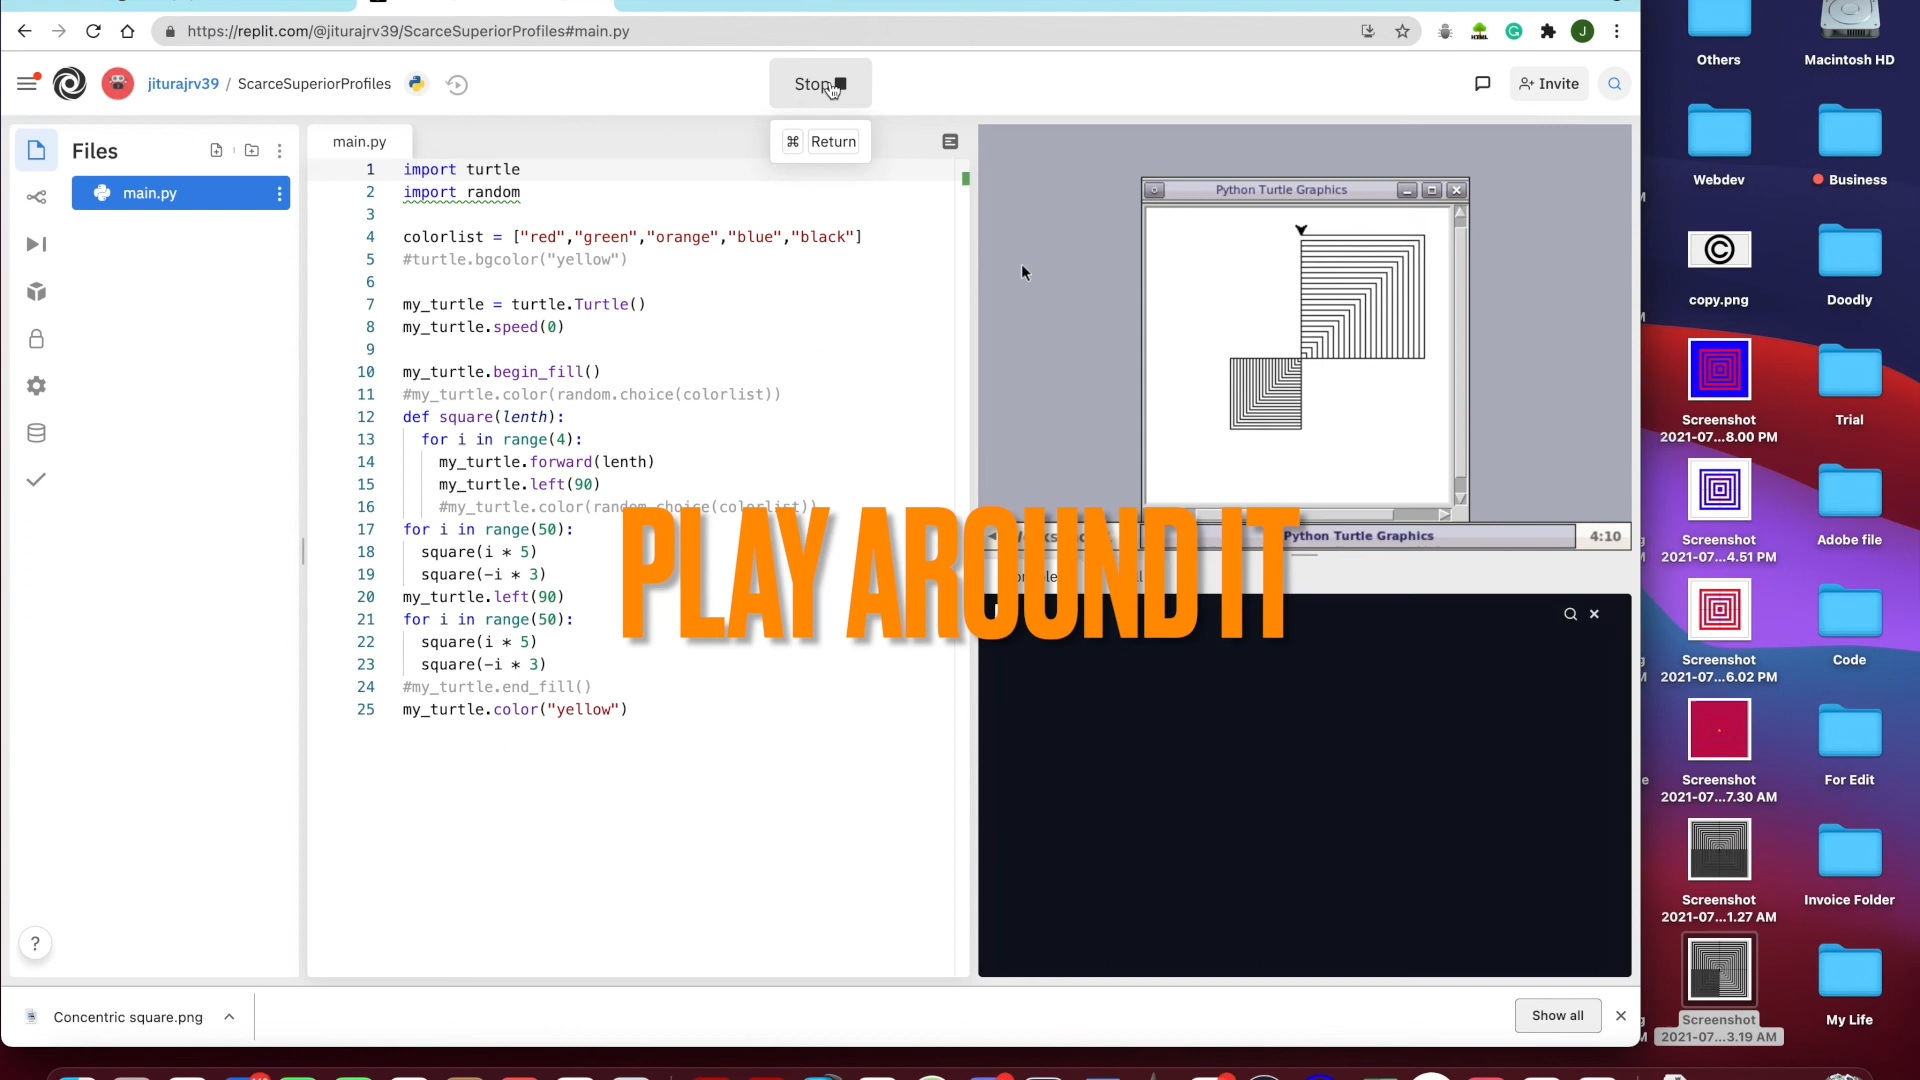 https://replit.com/@jiturajrv39/ScarceSuperiorProfiles#main.py
J
jiturajrv39 / ScarceSuperiorProfiles
Stop
Invite
⌘ Return
Files
main.py
main.py
1 import turtle
2 import random
3
4 colorlist = ["red","green","orange","blue","black"]
5 #turtle.bgcolor("yellow")
6
7 my_turtle = turtle.Turtle()
8 my_turtle.speed(0)
9
10 my_turtle.begin_fill()
11 #my_turtle.color(random.choice(colorlist))
12 def square(lenth):
13 for i in range(4):
14 my_turtle.forward(lenth)
15 my_turtle.left(90)
16 #my_turtle.color(random.choice(colorlist))
17 for i in range(50):
18 square(i * 5)
19 square(-i * 3)
20 my_turtle.left(90)
21 for i in range(50):
22 square(i * 5)
23 square(-i * 3)
24 #my_turtle.end_fill()
25 my_turtle.color("yellow")
Python Turtle Graphics
Python Turtle Graphics
4:10
PLAY AROUND IT
?
Concentric square.png
Show all
Others
Macintosh HD
Webdev
Business
copy.png
Doodly
Screenshot
2021-07...8.00 PM
Trial
Screenshot
2021-07...4.51 PM
Adobe file
Screenshot
2021-07...6.02 PM
Code
Screenshot
2021-07...7.30 AM
For Edit
Screenshot
2021-07...1.27 AM
Invoice Folder
Screenshot
2021-07...3.19 AM
My Life